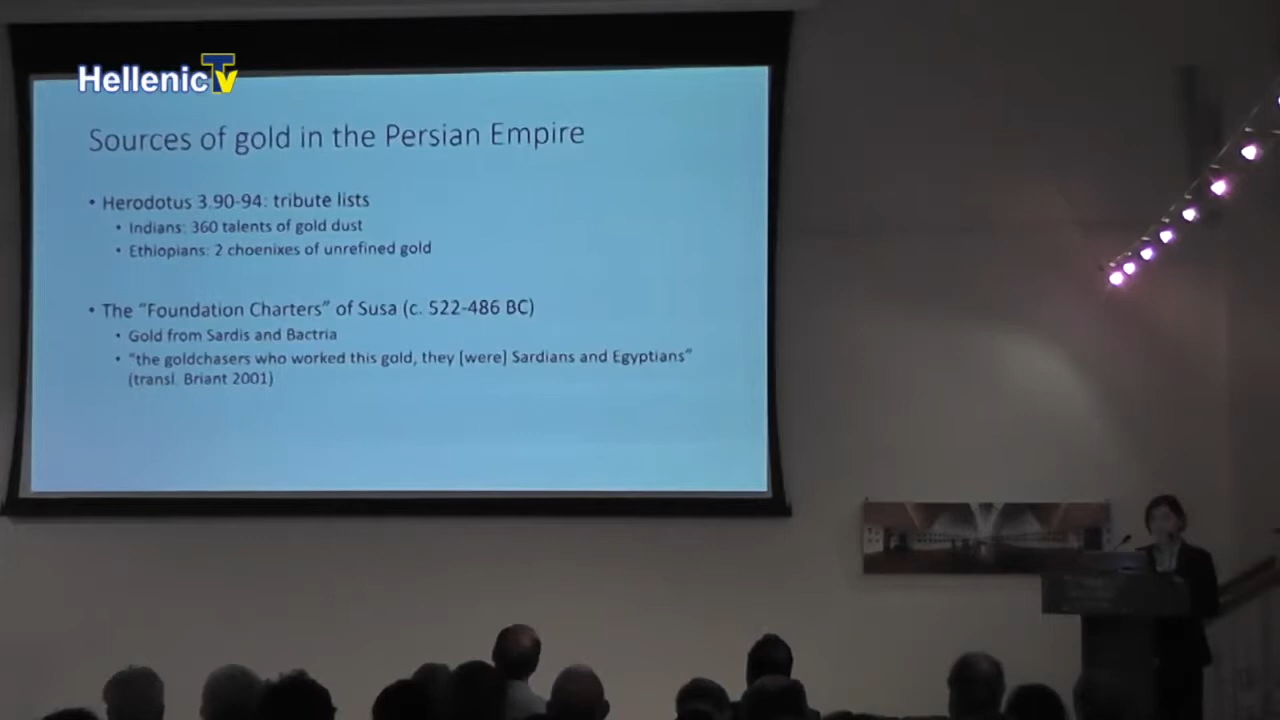 HellenicTv
Sources of gold in the Persian Empire
• Herodotus 3.90-94: tribute lists
• Indians: 360 talents of gold dust
• Ethiopians: 2 choenixes of unrefined gold
• The “Foundation Charters” of Susa (c. 522-486 BC)
• Gold from Sardis and Bactria
• “the goldchasers who worked this gold, they [were] Sardians and Egyptians”
(transl. Briant 2001)